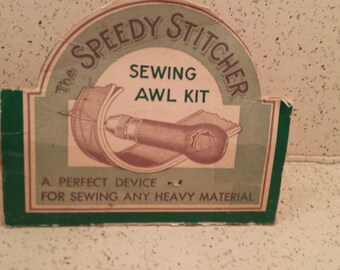 The SPEEDY STITCHER
SEWING
AWL KIT
A PERFECT DEVICE
FOR SEWING ANY HEAVY MATERIAL